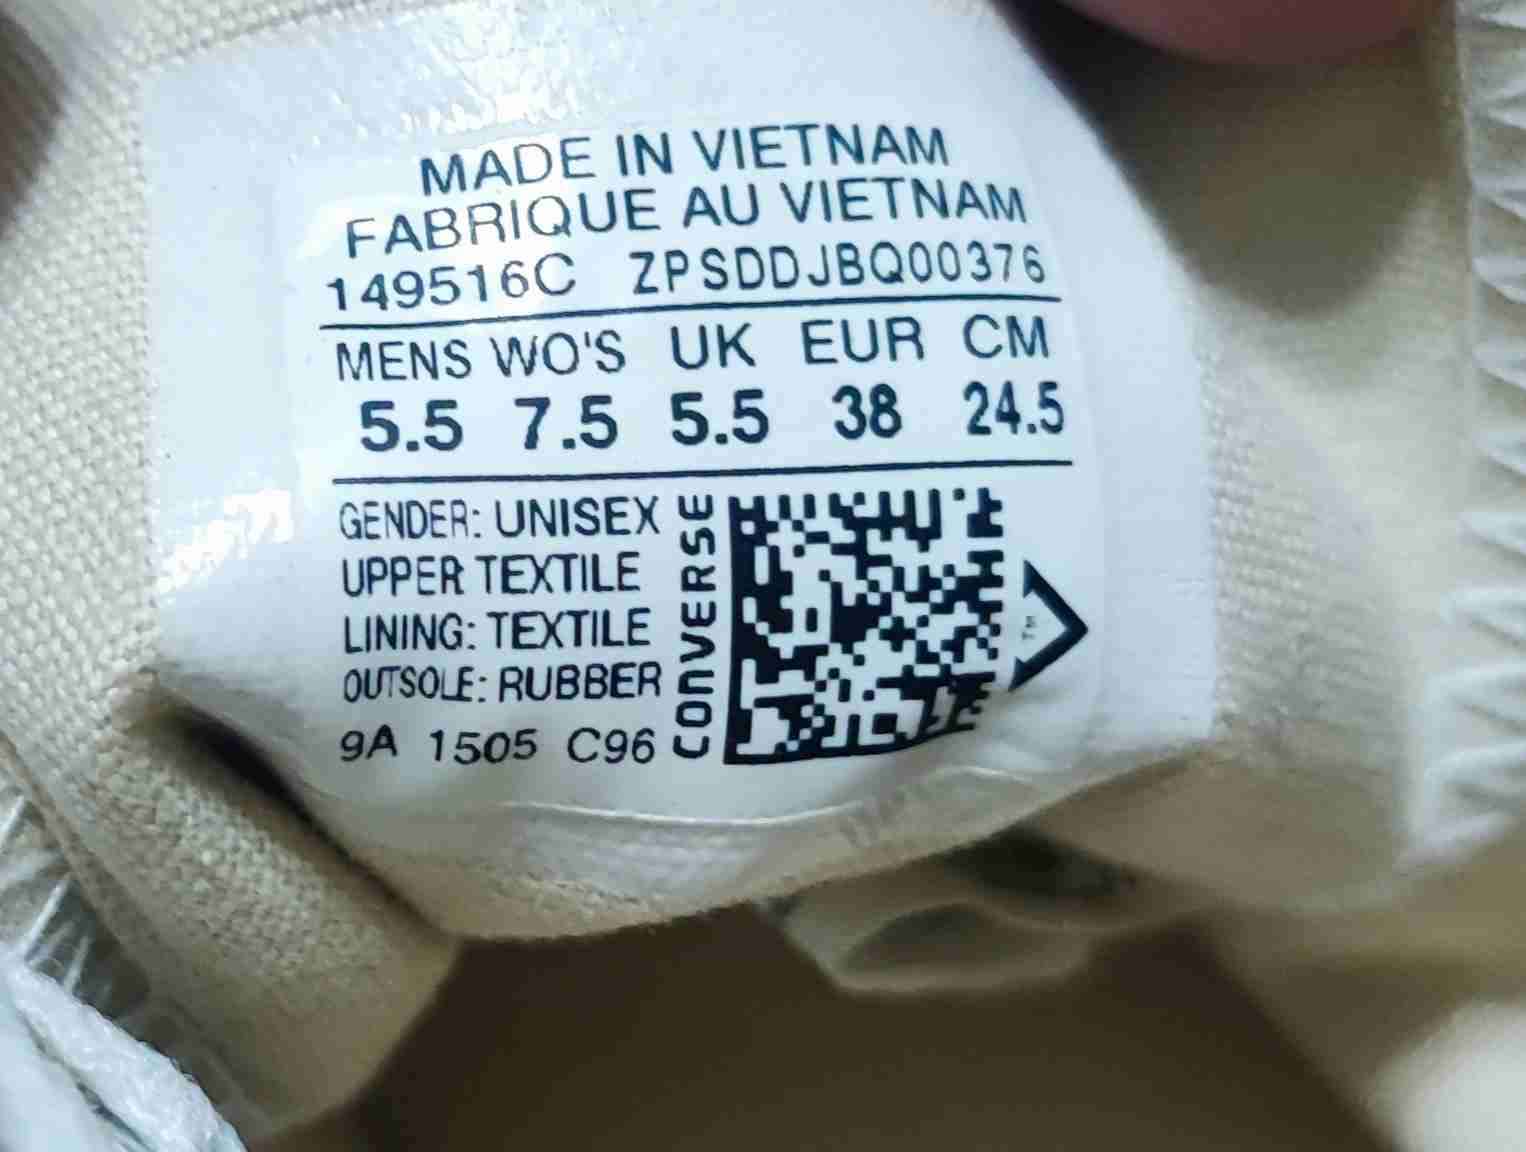 MADE IN VIETNAM
FABRIQUE AU VIETNAM
149516C ZPSDDJBQ00376
MENS WO'S UK EUR CM
5.5 7.5 5.5 38 24.5
GENDER: UNISEX
UPPER TEXTILE
LINING: TEXTILE
OUTSOLE: RUBBER
9A 1505 C96
CONVERSE
TM